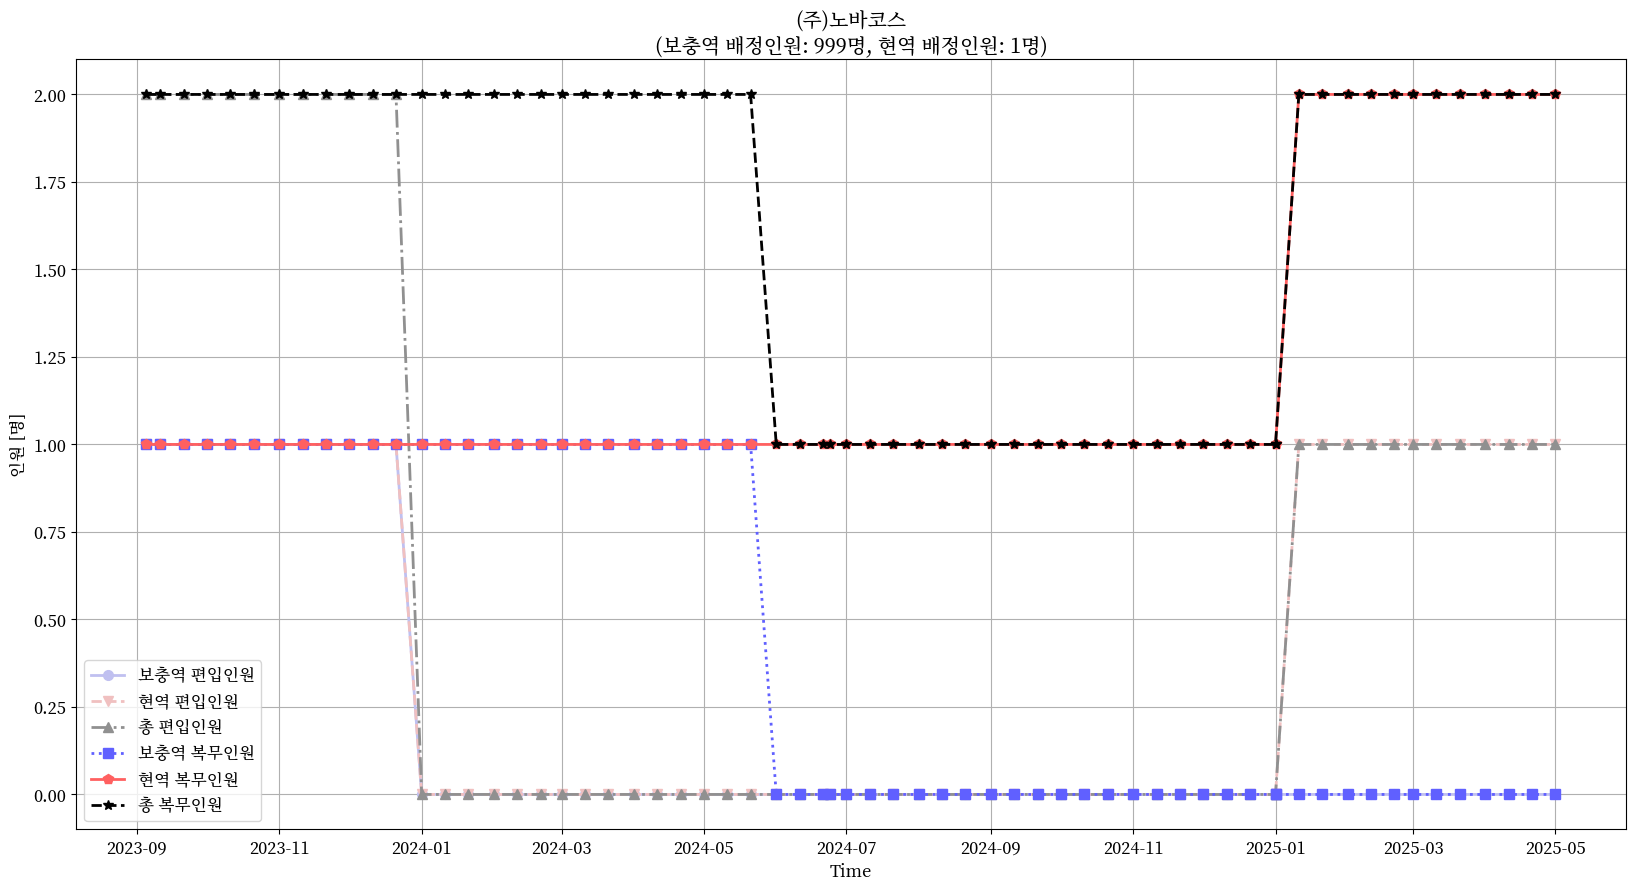 (주)노바코스
(보충역 배정인원: 999명, 현역 배정인원: 1명)
인원 [명]
2.00
1.75
1.50
1.25
1.00
0.75
0.50
0.25
0.00
보충역 편입인원
현역 편입인원
총 편입인원
보충역 복무인원
현역 복무인원
총 복무인원
2023-09 2023-11 2024-01 2024-03 2024-05 2024-07 2024-09 2024-11 2025-01 2025-03 2025-05
Time